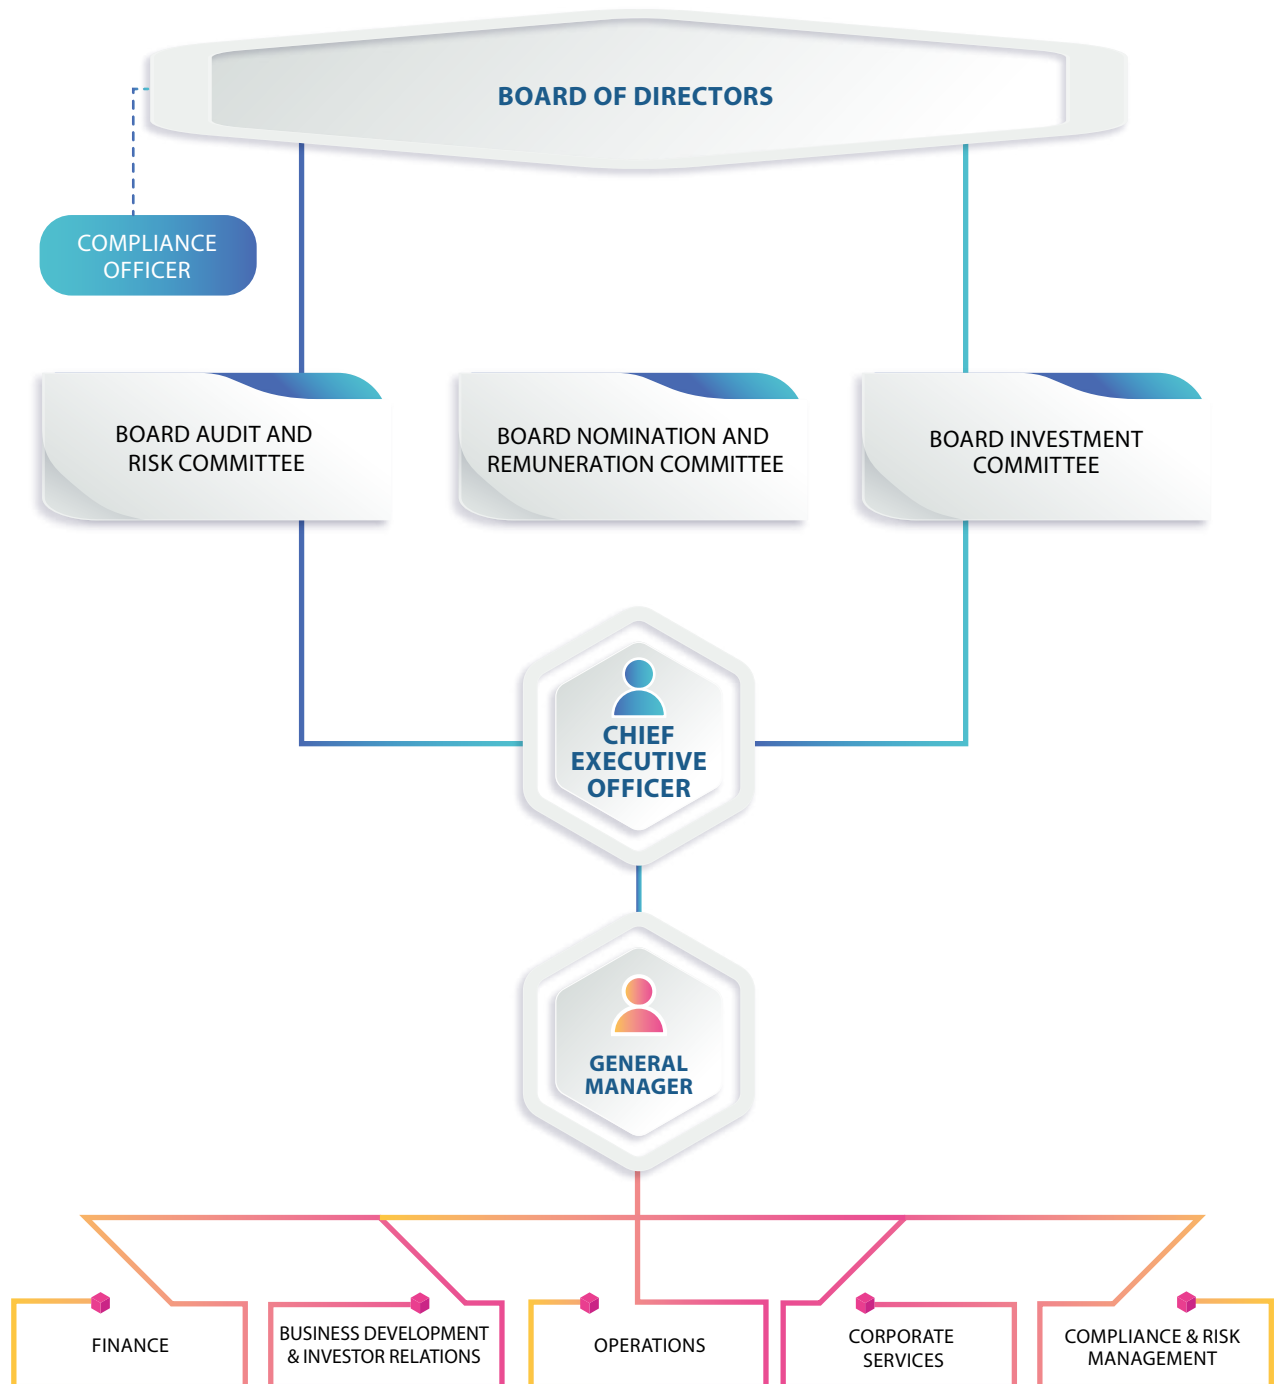 BOARD OF DIRECTORS
COMPLIANCE
OFFICER
BOARD AUDIT AND
RISK COMMITTEE
BOARD NOMINATION AND
REMUNERATION COMMITTEE
BOARD INVESTMENT
COMMITTEE
CHIEF
EXECUTIVE
OFFICER
GENERAL
MANAGER
FINANCE
BUSINESS DEVELOPMENT
& INVESTOR RELATIONS
OPERATIONS
CORPORATE
SERVICES
COMPLIANCE & RISK
MANAGEMENT